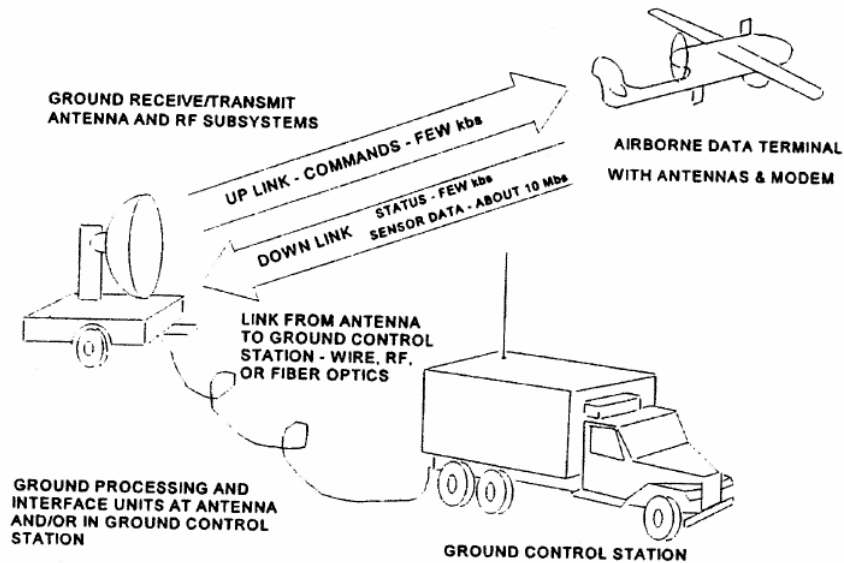 GROUND RECEIVE/TRANSMIT
ANTENNA AND RF SUBSYSTEMS
UP LINK - COMMANDS - FEW kbs
DOWN LINK
STATUS - FEW kbs
SENSOR DATA - ABOUT 10 Mbs
AIRBORNE DATA TERMINAL
WITH ANTENNAS & MODEM
LINK FROM ANTENNA
TO GROUND CONTROL
STATION - WIRE, RF,
OR FIBER OPTICS
GROUND PROCESSING AND
INTERFACE UNITS AT ANTENNA
AND/OR IN GROUND CONTROL
STATION
GROUND CONTROL STATION